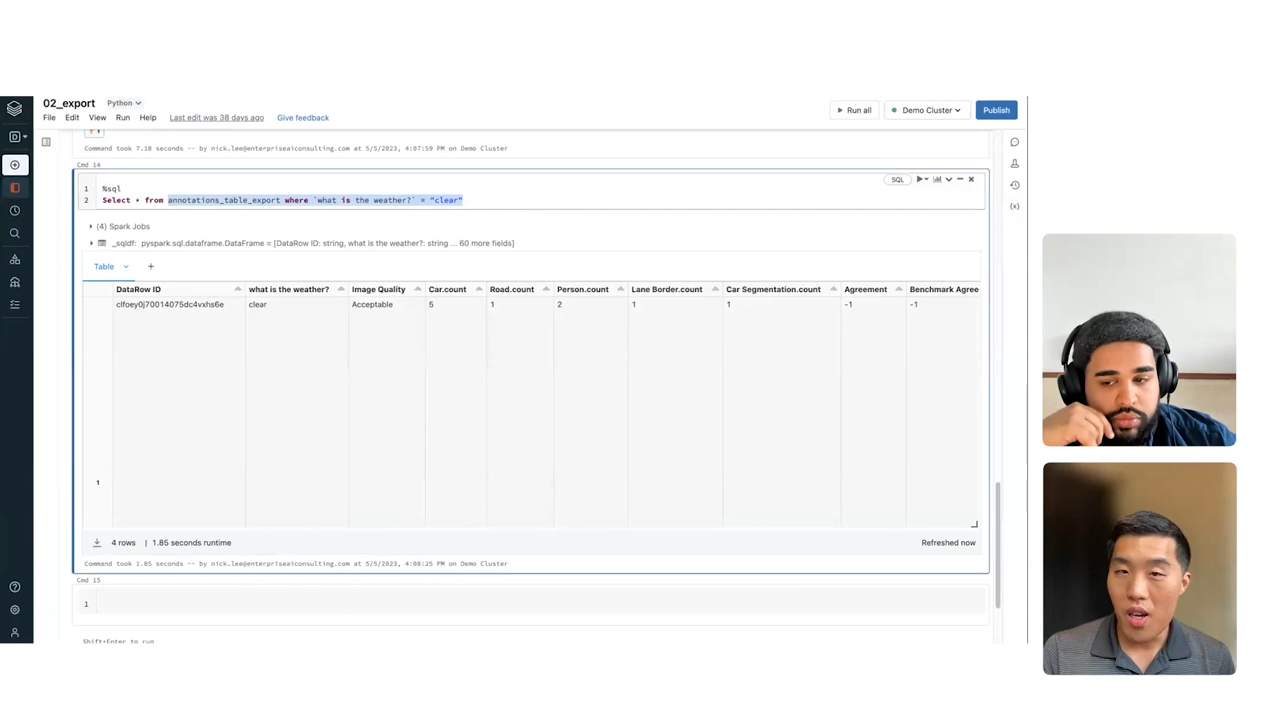 02_export Python
File Edit View Run Help Last edit was 38 days ago Give feedback
Run all Demo Cluster Publish
D
Command took 7.18 seconds -- by nick.lee@enterpriseaiconsulting.com at 5/5/2023, 4:07:59 PM on Demo Cluster
Cmd 14
SQL
1 %sql
2 Select * from annotations_table_export where `what is the weather?` = "clear"
(4) Spark Jobs
_sqldf: pyspark.sql.dataframe.DataFrame = [DataRow ID: string, what is the weather?: string ... 60 more fields]
Table +
DataRow ID what is the weather? Image Quality Car.count Road.count Person.count Lane Border.count Car Segmentation.count Agreement Benchmark Agree
clfoey0j70014075dc4vxhs6e clear Acceptable 5 1 2 1 1 -1 -1
1
4 rows | 1.85 seconds runtime Refreshed now
Command took 1.85 seconds -- by nick.lee@enterpriseaiconsulting.com at 5/5/2023, 4:08:25 PM on Demo Cluster
Cmd 15
1
Shift+Enter to run